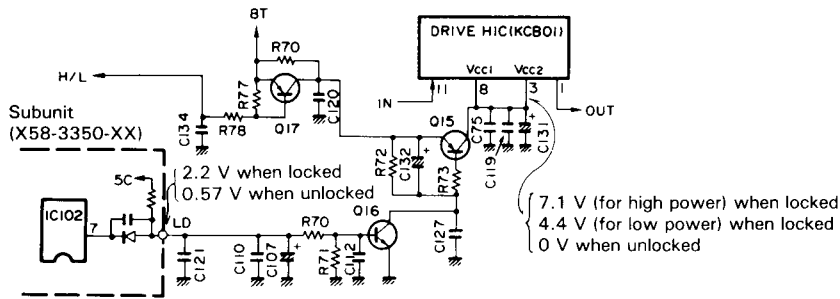 8T
R70
DRIVE HIC(KCB01)
Vcc1 Vcc2
11 8 3 1
IN
OUT
H/L
R77
C120
R78
Q17
C134
Q15
C75
C119
C131
R72
C132
R73
Subunit
(X58-3350-XX)
5C
2.2 V when locked
0.57 V when unlocked
IC102
7
LD
R70
Q16
C121
C110
C107
R71
C112
C127
7.1 V (for high power) when locked
4.4 V (for low power) when locked
0 V when unlocked